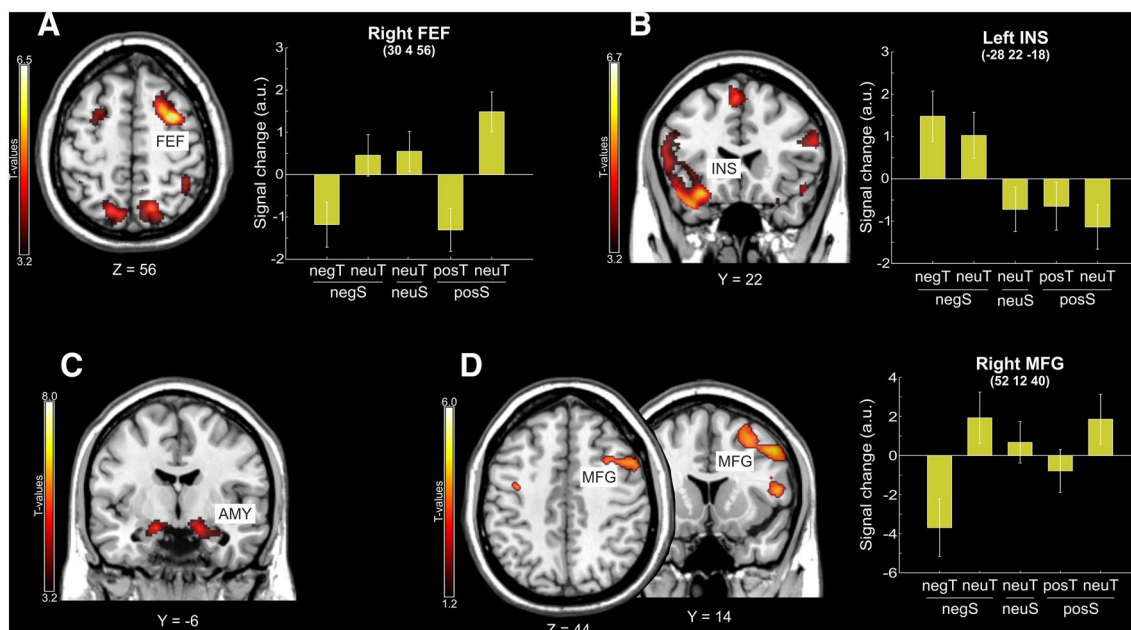 A
6.5
T-values
3.2
FEF
Z = 56
Right FEF
(30 4 56)
Signal change (a.u.)
3
2
1
0
-1
-2
negT neuT neuT posT neuT
negS neuS posS
B
6.7
T-values
3.2
INS
Y = 22
Left INS
(-28 22 -18)
Signal change (a.u.)
3
2
1
0
-1
-2
negT neuT neuT posT neuT
negS neuS posS
C
8.0
T-values
3.2
AMY
Y = -6
D
6.0
T-values
1.2
MFG
MFG
Z = 44
Y = 14
Right MFG
(52 12 40)
Signal change (a.u.)
4
2
0
-2
-4
-6
negT neuT neuT posT neuT
negS neuS posS